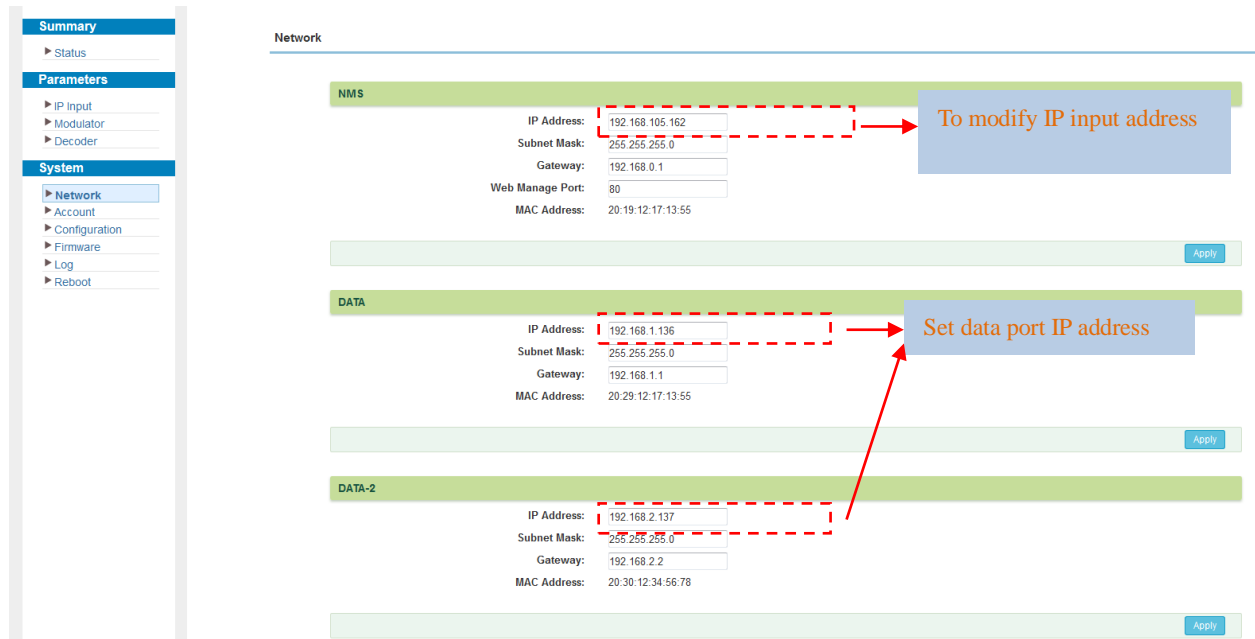 Summary
Status
Parameters
IP Input
Modulator
Decoder
System
Network
Account
Configuration
Firmware
Log
Reboot
Network
NMS
IP Address: 192.168.105.162
To modify IP input address
Subnet Mask: 255.255.255.0
Gateway: 192.168.0.1
Web Manage Port: 80
MAC Address: 20:19:12:17:13:55
Apply
DATA
IP Address: 192.168.1.136
Set data port IP address
Subnet Mask: 255.255.255.0
Gateway: 192.168.1.1
MAC Address: 20:29:12:17:13:55
Apply
DATA-2
IP Address: 192.168.2.137
Subnet Mask: 255.255.255.0
Gateway: 192.168.2.2
MAC Address: 20:30:12:34:56:78
Apply